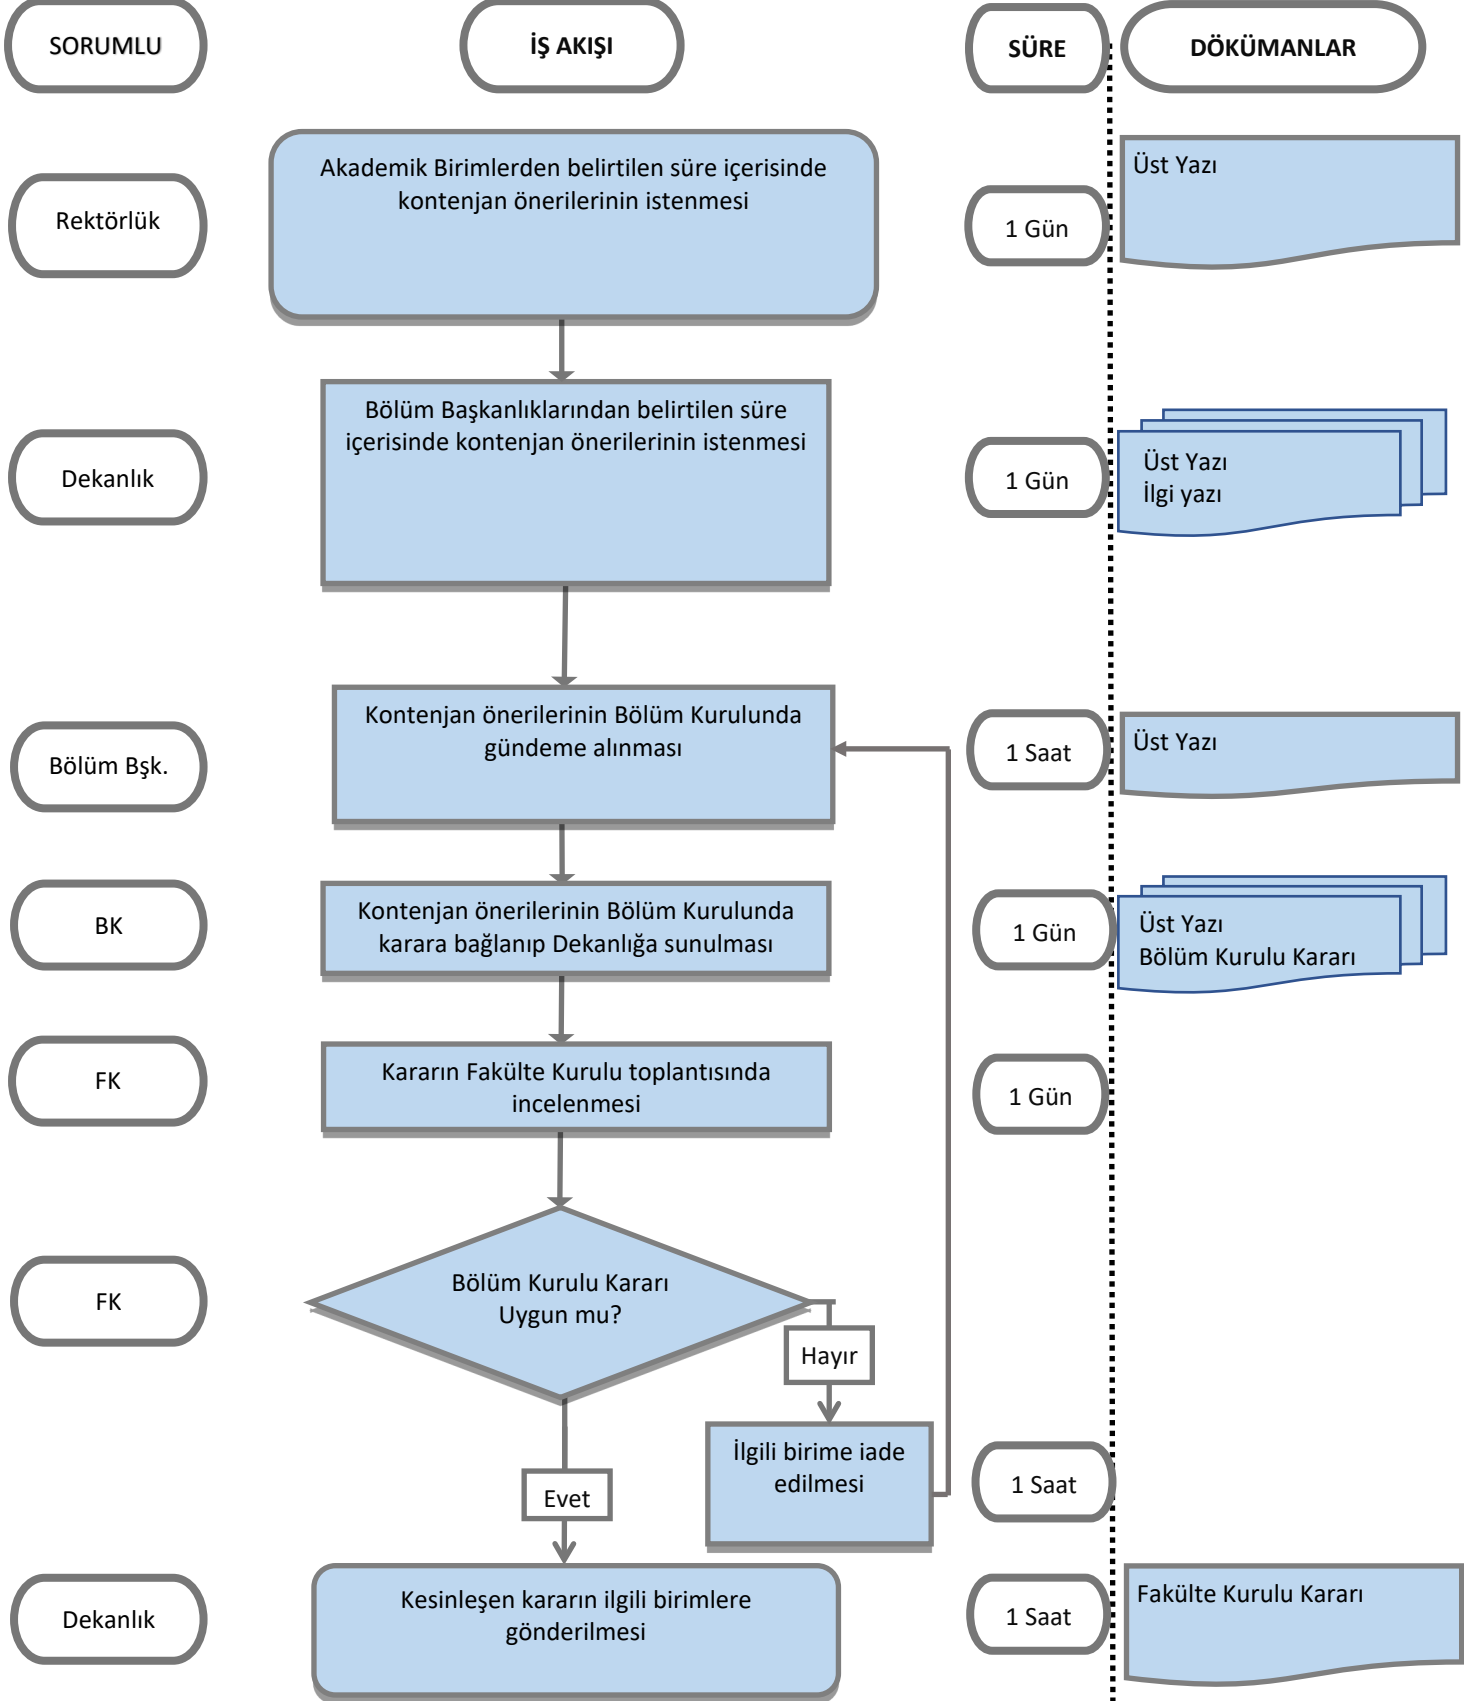 SORUMLU
İŞ AKIŞI
SÜRE
DÖKÜMANLAR
Rektörlük
Akademik Birimlerden belirtilen süre içerisinde
kontenjan önerilerinin istenmesi
1 Gün
Üst Yazı
Dekanlık
Bölüm Başkanlıklarından belirtilen süre
içerisinde kontenjan önerilerinin istenmesi
1 Gün
Üst Yazı
İlgi yazı
Bölüm Bşk.
Kontenjan önerilerinin Bölüm Kurulunda
gündeme alınması
1 Saat
Üst Yazı
BK
Kontenjan önerilerinin Bölüm Kurulunda
karara bağlanıp Dekanlığa sunulması
1 Gün
Üst Yazı
Bölüm Kurulu Kararı
FK
Kararın Fakülte Kurulu toplantısında
incelenmesi
1 Gün
FK
Bölüm Kurulu Kararı
Uygun mu?
Hayır
İlgili birime iade
edilmesi
1 Saat
Evet
Dekanlık
Kesinleşen kararın ilgili birimlere
gönderilmesi
1 Saat
Fakülte Kurulu Kararı